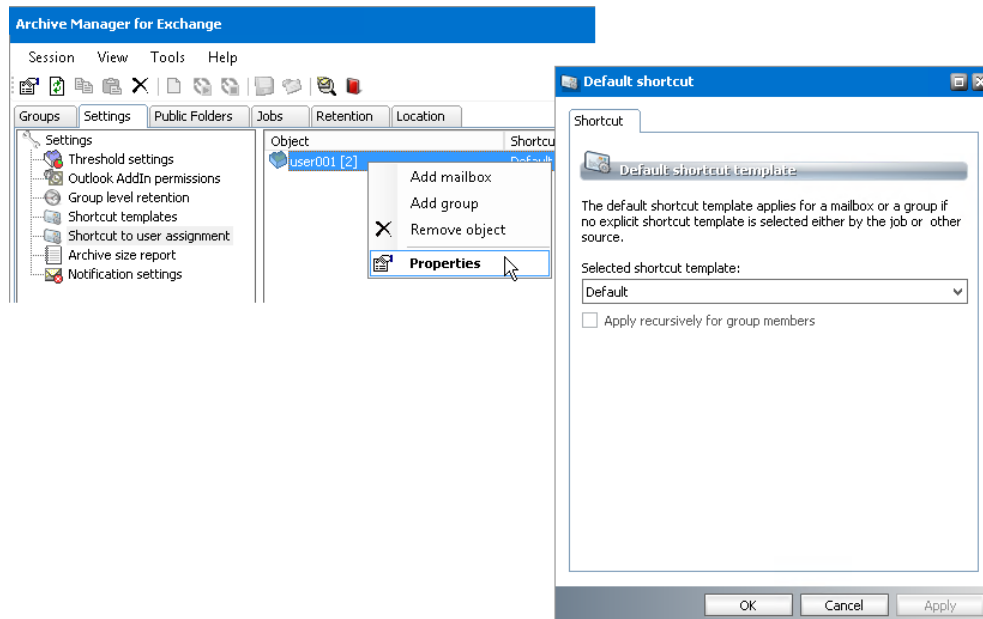 Archive Manager for Exchange
Session View Tools Help
Groups Settings Public Folders Jobs Retention Location
Settings
Threshold settings
Outlook AddIn permissions
Group level retention
Shortcut templates
Shortcut to user assignment
Archive size report
Notification settings
Object Shortcu
user001 [2] Default
Add mailbox
Add group
Remove object
Properties
Default shortcut
Shortcut
Default shortcut template
The default shortcut template applies for a mailbox or a group if
no explicit shortcut template is selected either by the job or other
source.
Selected shortcut template:
Default
Apply recursively for group members
OK Cancel Apply